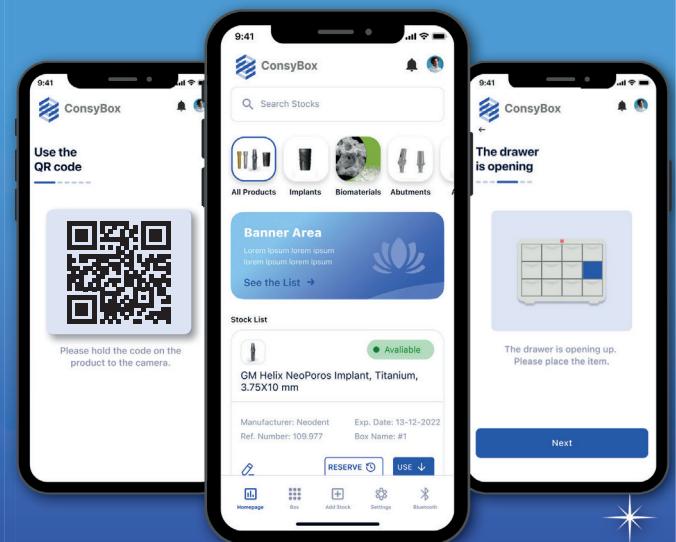 9:41
ConsyBox
Use the
QR code
Please hold the code on the
product to the camera.
9:41
ConsyBox
Search Stocks
All Products
Implants
Biomaterials
Abutments
Banner Area
Lorem Ipsum lorem ipsum
lorem ipsum lorem ipsum
See the List →
Stock List
Avaliable
GM Helix NeoPoros Implant, Titanium,
3.75X10 mm
Manufacturer: Neodent
Exp. Date: 13-12-2022
Ref. Number: 109.977
Box Name: #1
RESERVE
USE
Homepage
Box
Add Stock
Settings
Bluetooth
9:41
ConsyBox
The drawer
is opening
The drawer is opening up.
Please place the item.
Next